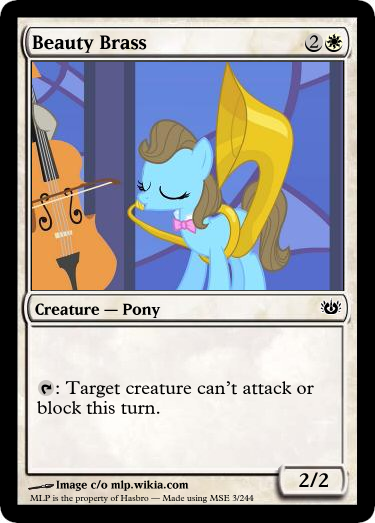 Beauty Brass 2
Creature — Pony
: Target creature can't attack or
block this turn.
2/2
Image c/o mlp.wikia.com
MLP is the property of Hasbro — Made using MSE 3/244